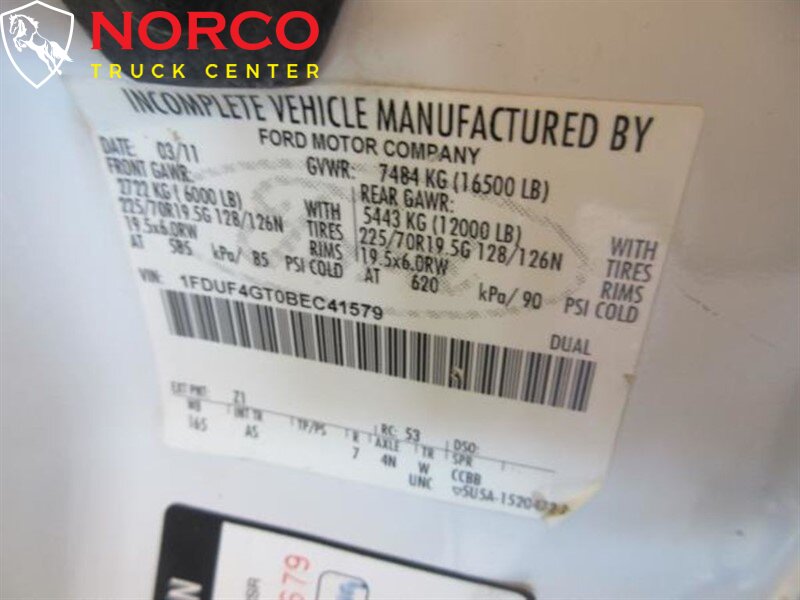 NORCO
TRUCK CENTER
INCOMPLETE VEHICLE MANUFACTURED BY
FORD MOTOR COMPANY
DATE: 03/11 GVWR: 7484 KG (16500 LB)
FRONT GAWR: REAR GAWR:
2722 KG (6000 LB) WITH 5443 KG (12000 LB) WITH
225/70R19.5G 128/126N TIRES 225/70R19.5G 128/126N TIRES
19.5x6.0RW RIMS 19.5x6.0RW RIMS
AT 585 kPa/ 85 PSI COLD AT 620 kPa/ 90 PSI COLD
VIN: 1FDUF4GT0BEC41579
DUAL
EXT PNT: Z1 RC: 53 DSO:
WB INT TR TP/PS R AXLE TR SPR
165 AS 7 4N W CCBB
UNC